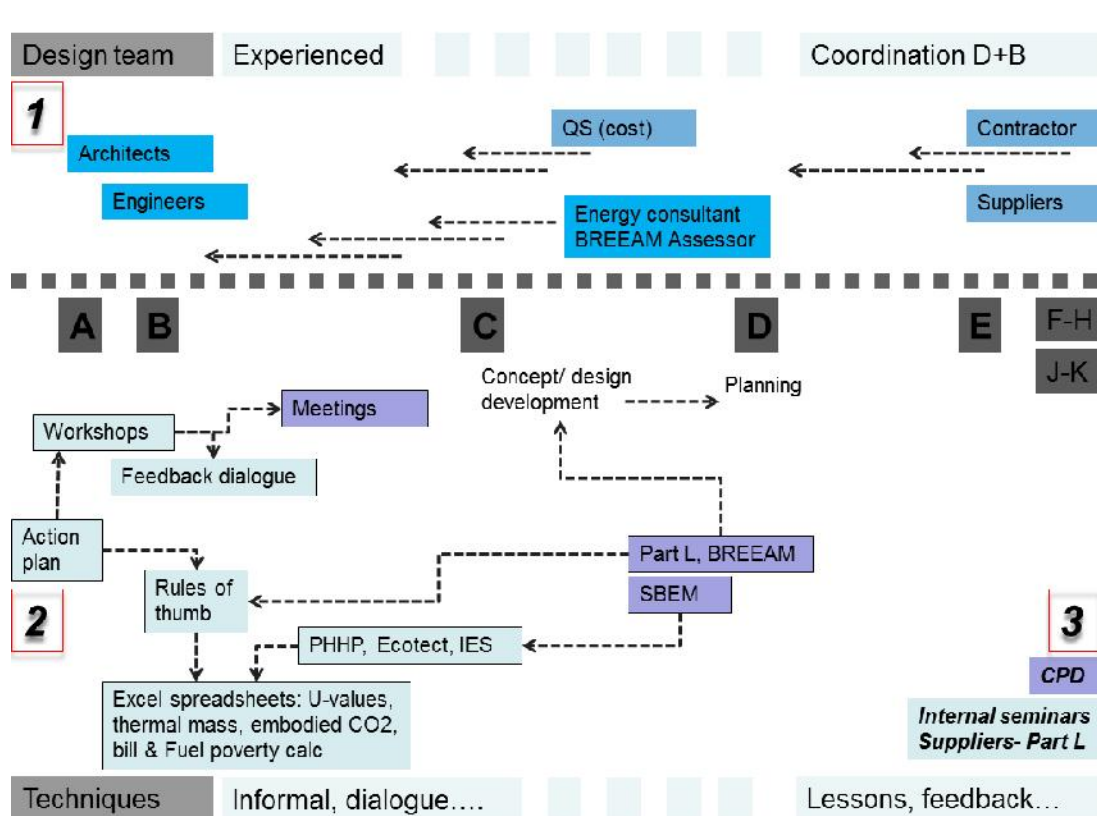 Design team
Experienced
Coordination D+B
1
QS (cost)
Contractor
Architects
Engineers
Energy consultant
BREEAM Assessor
Suppliers
A
B
C
D
E
F-H
J-K
Concept/ design
development
Planning
Meetings
Workshops
Feedback dialogue
Action
plan
Part L, BREEAM
SBEM
Rules of
thumb
2
3
PHHP, Ecotect, IES
CPD
Excel spreadsheets: U-values,
thermal mass, embodied CO2,
bill & Fuel poverty calc
Internal seminars
Suppliers- Part L
Techniques
Informal, dialogue....
Lessons, feedback...